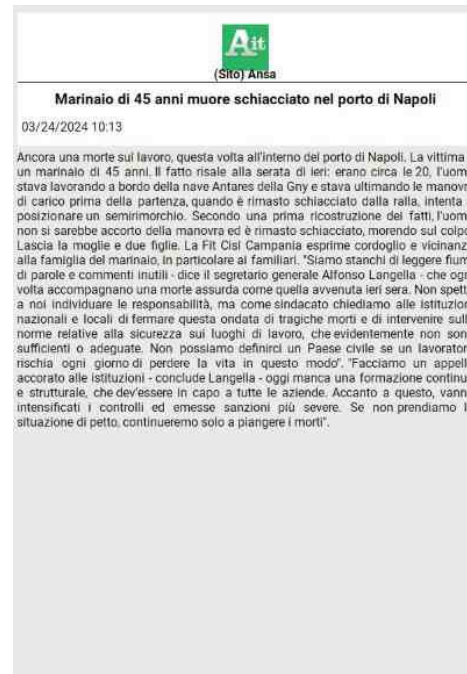 Ait
(Sito) Ansa
Marinaio di 45 anni muore schiacciato nel porto di Napoli
03/24/2024 10:13
Ancora una morte sul lavoro, questa volta all'interno del porto di Napoli. La vittima
un marinaio di 45 anni. Il fatto risale alla serata di ieri: erano circa le 20, l'uom
stava lavorando a bordo della nave Antares della Gny e stava ultimando le manovr
di carico prima della partenza, quando è rimasto schiacciato dalla ralla, intenta
posizionare un semirimorchio. Secondo una prima ricostruzione dei fatti, l'uom
non si sarebbe accorto della manovra ed è rimasto schiacciato, morendo sul colp
Lascia la moglie e due figlie. La Fit Cisl Campania esprime cordoglio e vicinanz
alla famiglia del marinaio, in particolare ai familiari. "Siamo stanchi di leggere fium
di parole e commenti inutili - dice il segretario generale Alfonso Langella - che ogn
volta accompagnano una morte assurda come quella avvenuta ieri sera. Non spett
a noi individuare le responsabilità, ma come sindacato chiediamo alle istituzion
nazionali e locali di fermare questa ondata di tragiche morti e di intervenire sull
norme relative alla sicurezza sui luoghi di lavoro, che evidentemente non son
sufficienti o adeguate. Non possiamo definirci un Paese civile se un lavorator
rischia ogni giorno di perdere la vita in questo modo". "Facciamo un appell
accorato alle istituzioni - conclude Langella - oggi manca una formazione continu
e strutturale, che dev'essere in capo a tutte le aziende. Accanto a questo, vann
intensificati i controlli ed emesse sanzioni più severe. Se non prendiamo l
situazione di petto, continueremo solo a piangere i morti".